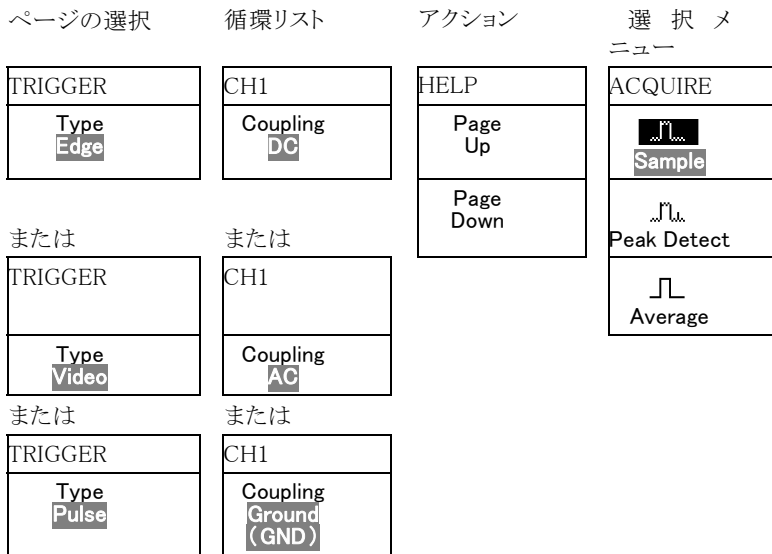 ページの選択
循環リスト
アクション
選 択 メ
ニュー
TRIGGER
Type
Edge
または
TRIGGER
Type
Video
または
TRIGGER
Type
Pulse
CH1
Coupling
DC
または
CH1
Coupling
AC
または
CH1
Coupling
Ground
(GND)
HELP
Page
Up
Page
Down
ACQUIRE
Sample
Peak Detect
Average